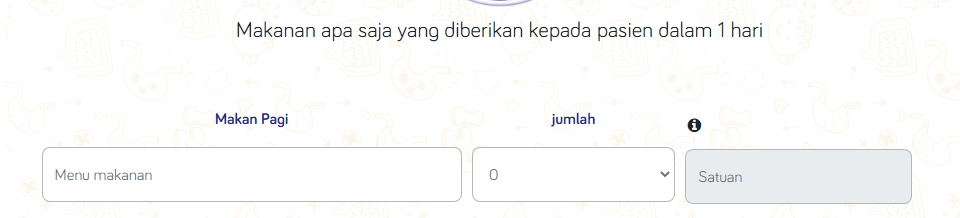 Makanan apa saja yang diberikan kepada pasien dalam 1 hari
Makan Pagi jumlah
Menu makanan 0 Satuan